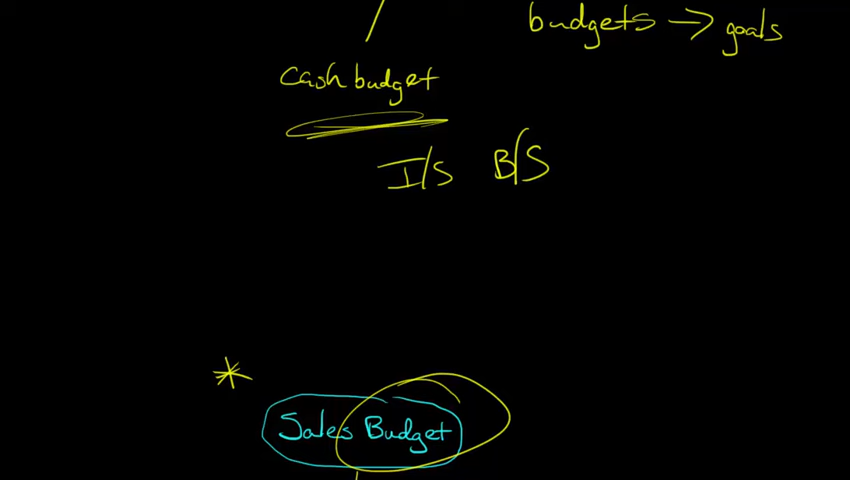 budgets → goals
cash budget
I/S B/S
* Sales Budget